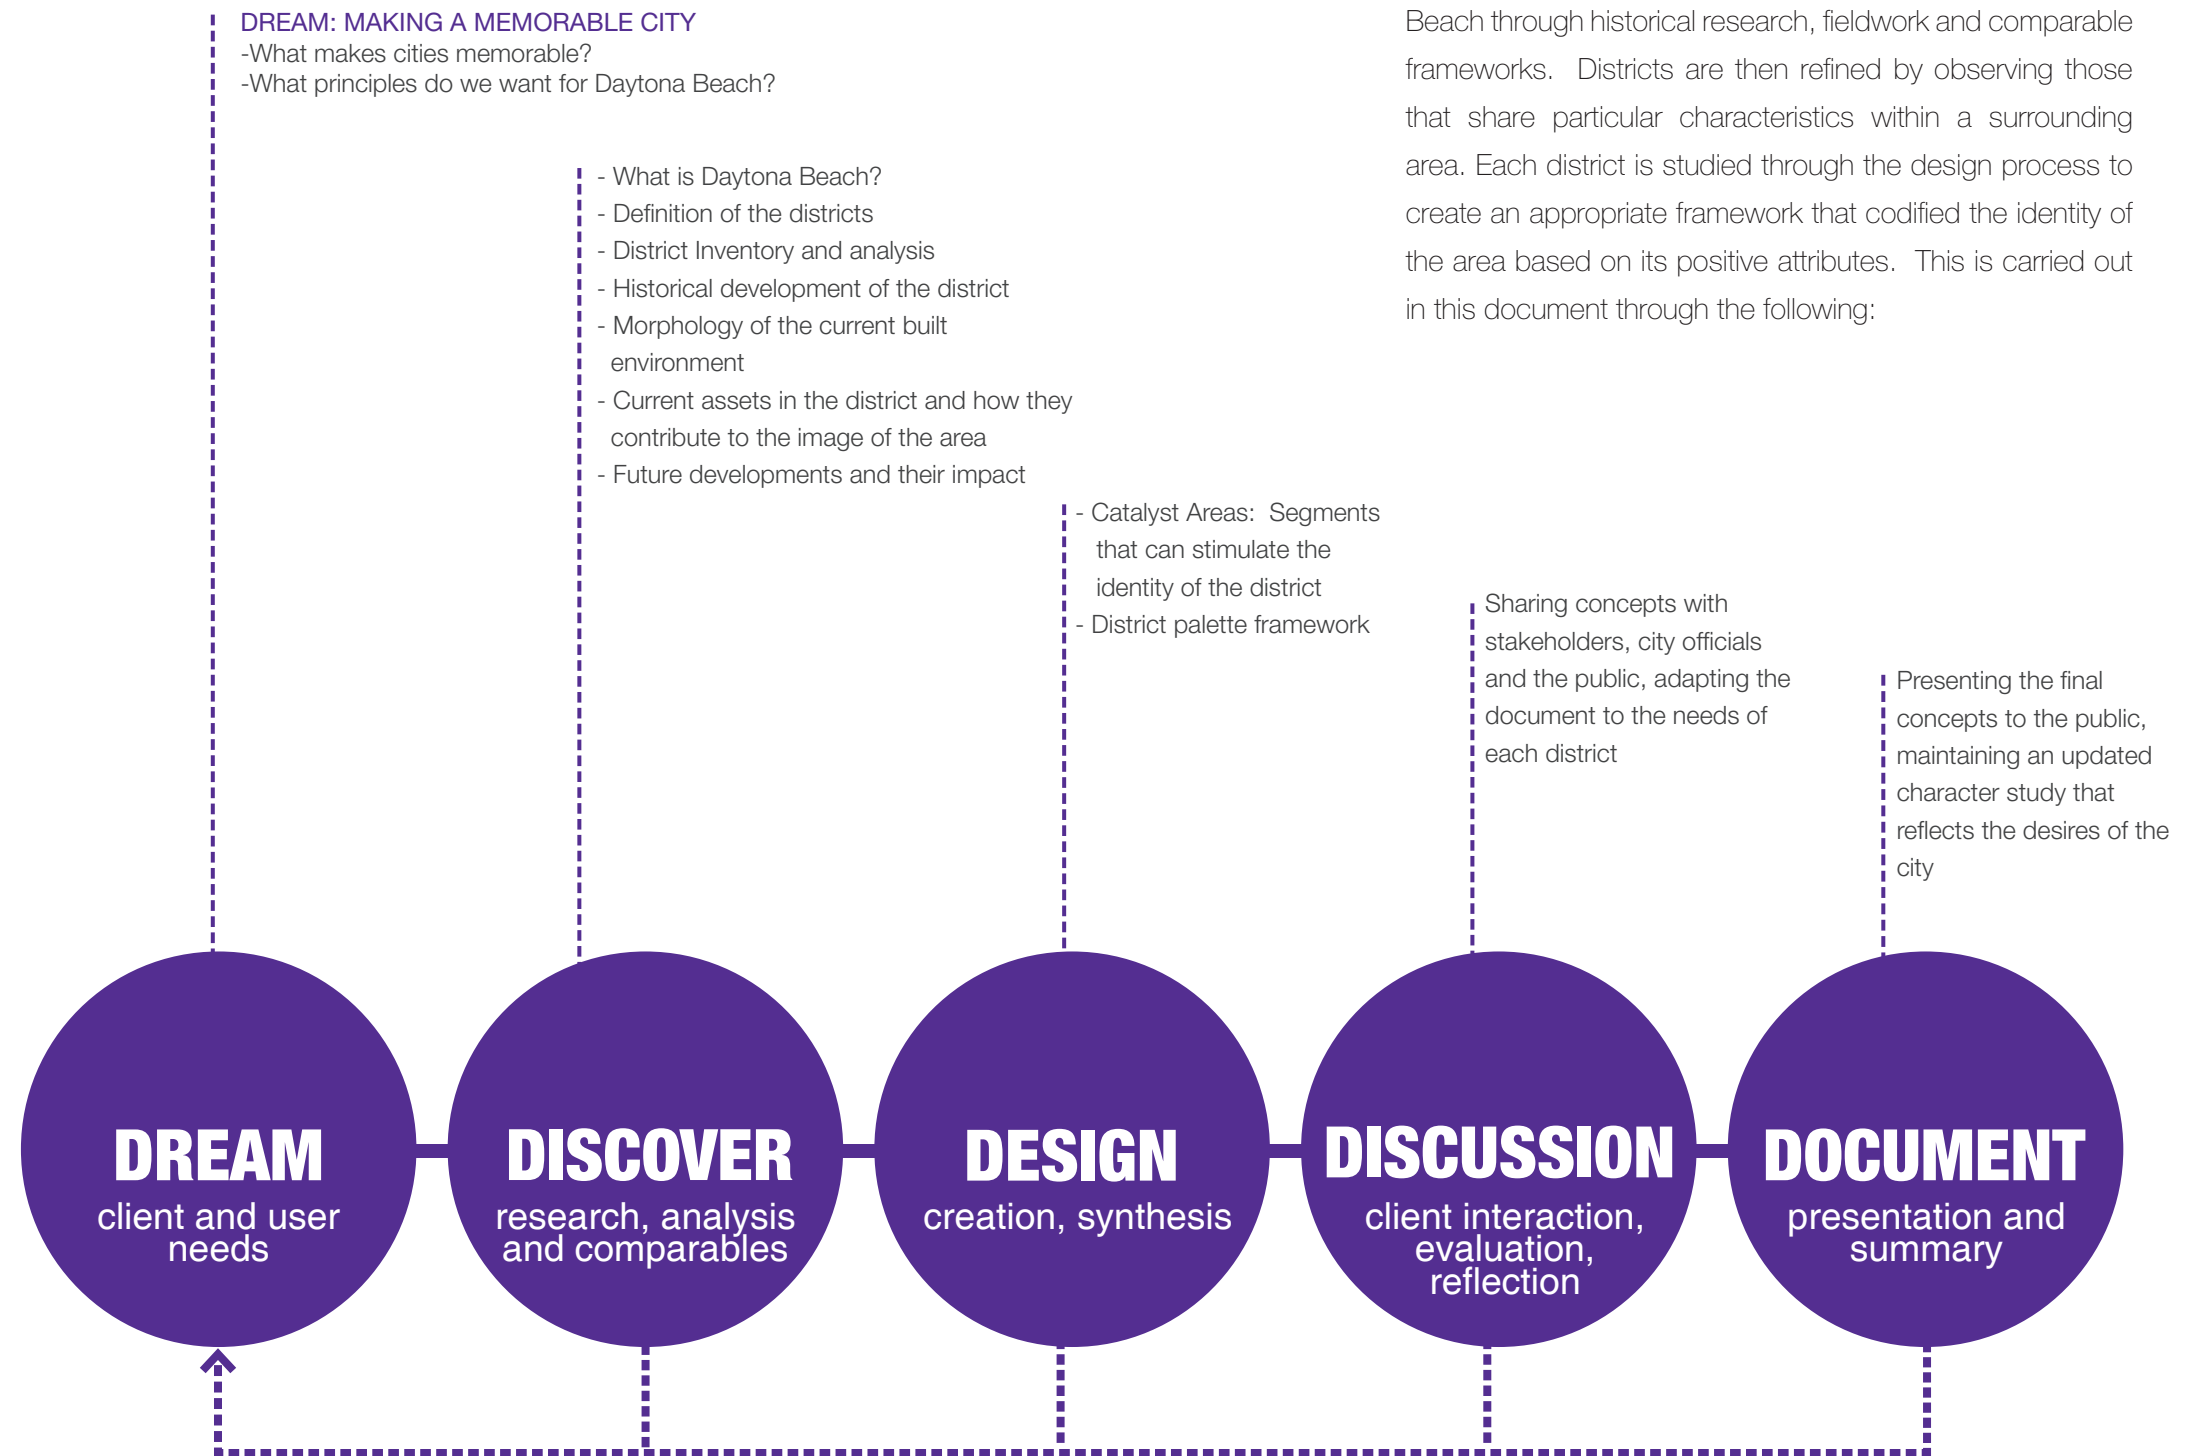 DREAM: MAKING A MEMORABLE CITY
-What makes cities memorable?
-What principles do we want for Daytona Beach?
Beach through historical research, fieldwork and comparable
frameworks. Districts are then refined by observing those
that share particular characteristics within a surrounding
area. Each district is studied through the design process to
create an appropriate framework that codified the identity of
the area based on its positive attributes. This is carried out
in this document through the following:
- What is Daytona Beach?
- Definition of the districts
- District Inventory and analysis
- Historical development of the district
- Morphology of the current built
environment
- Current assets in the district and how they
contribute to the image of the area
- Future developments and their impact
- Catalyst Areas: Segments
that can stimulate the
identity of the district
- District palette framework
Sharing concepts with
stakeholders, city officials
and the public, adapting the
document to the needs of
each district
Presenting the final
concepts to the public,
maintaining an updated
character study that
reflects the desires of the
city
DREAM
client and user
needs
DISCOVER
research, analysis
and comparables
DESIGN
creation, synthesis
DISCUSSION
client interaction,
evaluation,
reflection
DOCUMENT
presentation and
summary